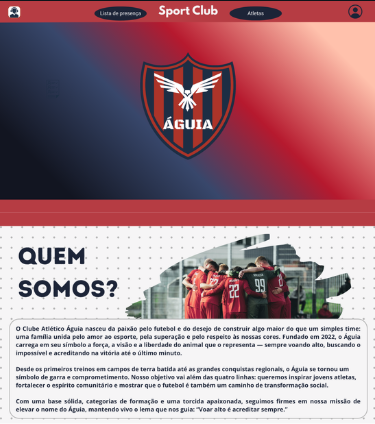 Lista de presença
Sport Club
Atletas
ÁGUIA
QUEM
SOMOS?
22
99
O Clube Atlético Águia nasceu da paixão pelo futebol e do desejo de construir algo maior do que um simples time:
uma família unida pelo amor ao esporte, pela superação e pelo respeito às nossas cores. Fundado em 2022, o Águia
carrega em seu símbolo a força, a visão e a liberdade do animal que o representa — sempre voando alto, buscando o
impossível e acreditando na vitória até o último minuto.
Desde os primeiros treinos em campos de terra batida até as grandes conquistas regionais, o Águia se tornou um
símbolo de garra e comprometimento. Nosso objetivo vai além das quatro linhas: queremos inspirar jovens atletas,
fortalecer o espírito comunitário e mostrar que o futebol é também um caminho de transformação social.
Com uma base sólida, categorias de formação e uma torcida apaixonada, seguimos firmes em nossa missão de
elevar o nome do Águia, mantendo vivo o lema que nos guia: “Voar alto é acreditar sempre.”